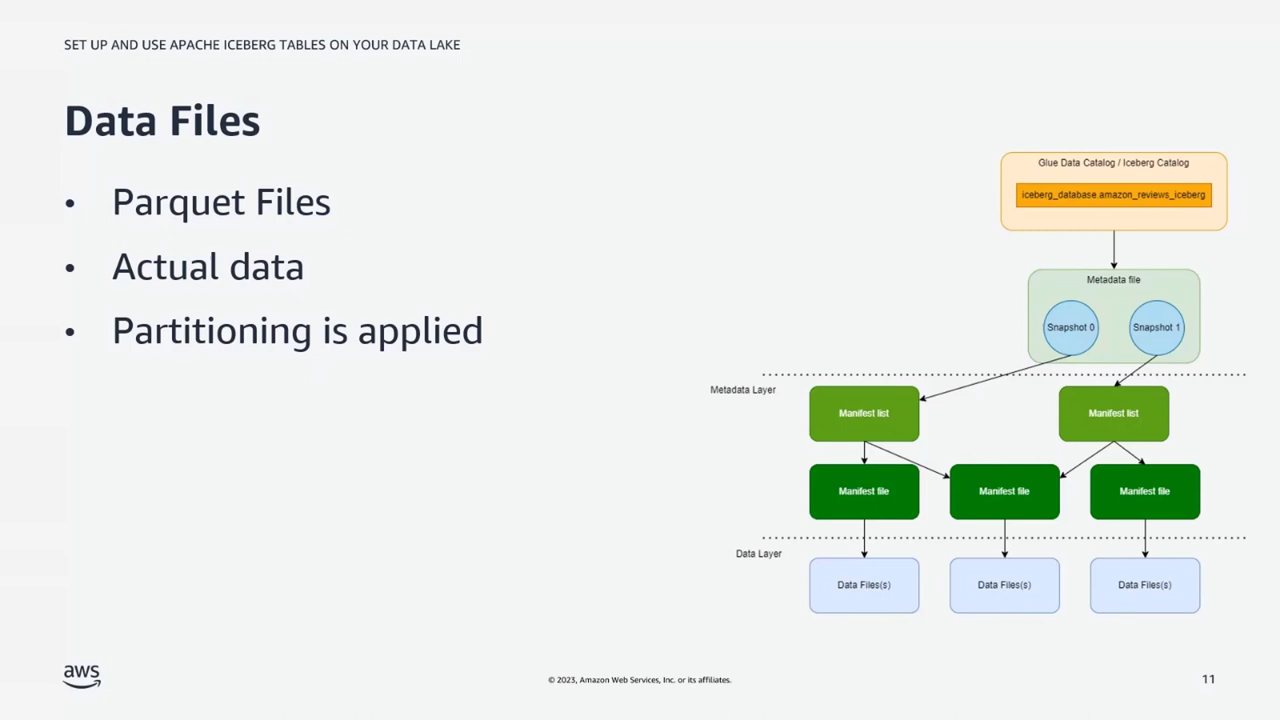 SET UP AND USE APACHE ICEBERG TABLES ON YOUR DATA LAKE
Data Files
• Parquet Files
• Actual data
• Partitioning is applied
Glue Data Catalog / Iceberg Catalog
iceberg_database.amazon_reviews_iceberg
Metadata file
Snapshot 0
Snapshot 1
Metadata Layer
Manifest list
Manifest list
Manifest file
Manifest file
Manifest file
Data Layer
Data Files(s)
Data Files(s)
Data Files(s)
aws
© 2023, Amazon Web Services, Inc. or its affiliates.
11